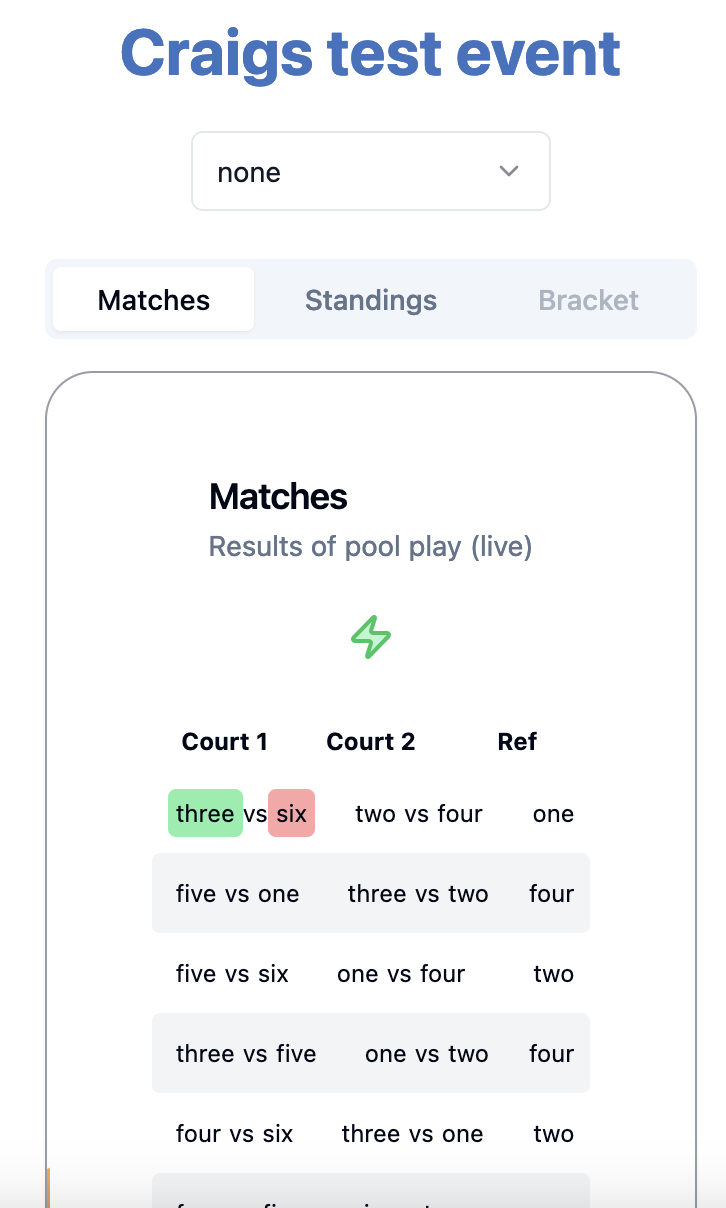 Craigs test event
none
Matches Standings Bracket
Matches
Results of pool play (live)
Court 1 Court 2 Ref
three vs six two vs four one
five vs one three vs two four
five vs six one vs four two
three vs five one vs two four
four vs six three vs one two